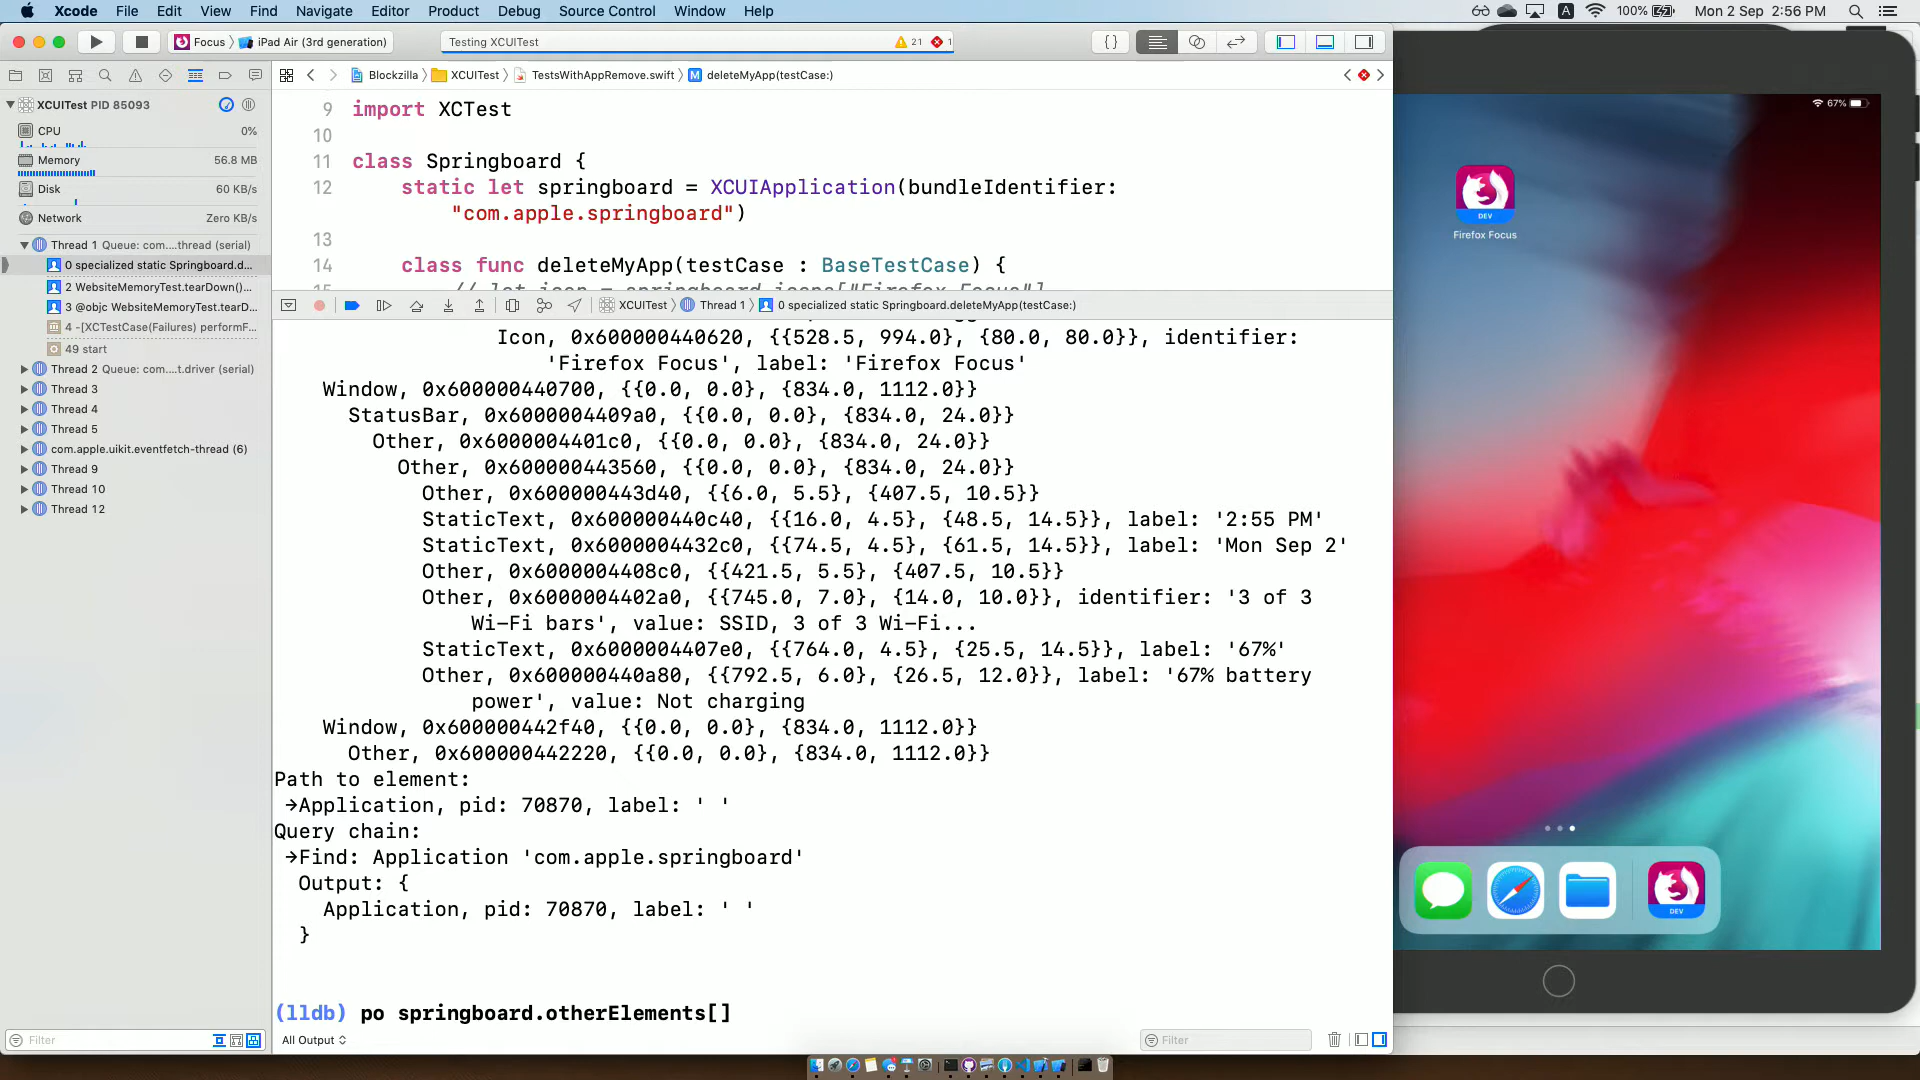 Xcode File Edit View Find Navigate Editor Product Debug Source Control Window Help
A 100% Mon 2 Sep 2:56 PM
Focus iPad Air (3rd generation) Testing XCUITest 21 1
Blockzilla XCUITest TestsWithAppRemove.swift M deleteMyApp(testCase:)
XCUITest PID 85093
CPU 0%
Memory 56.8 MB
Disk 60 KB/s
Network Zero KB/s
Thread 1 Queue: com....thread (serial)
0 specialized static Springboard.d...
2 WebsiteMemoryTest.tearDown()...
3 @objc WebsiteMemoryTest.tearD...
4 -[XCTestCase(Failures) performF...
49 start
Thread 2 Queue: com....t.driver (serial)
Thread 3
Thread 4
Thread 5
com.apple.uikit.eventfetch-thread (6)
Thread 9
Thread 10
Thread 12
Filter
9 import XCTest
10
11 class Springboard {
12 static let springboard = XCUIApplication(bundleIdentifier:
"com.apple.springboard")
13
14 class func deleteMyApp(testCase : BaseTestCase) {
15 // let icon = springboard.icons["Firefox Focus"]
XCUITest Thread 1 0 specialized static Springboard.deleteMyApp(testCase:)
Icon, 0x600000440620, {{528.5, 994.0}, {80.0, 80.0}}, identifier:
'Firefox Focus', label: 'Firefox Focus'
Window, 0x600000440700, {{0.0, 0.0}, {834.0, 1112.0}}
StatusBar, 0x6000004409a0, {{0.0, 0.0}, {834.0, 24.0}}
Other, 0x6000004401c0, {{0.0, 0.0}, {834.0, 24.0}}
Other, 0x600000443560, {{0.0, 0.0}, {834.0, 24.0}}
Other, 0x600000443d40, {{6.0, 5.5}, {407.5, 10.5}}
StaticText, 0x600000440c40, {{16.0, 4.5}, {48.5, 14.5}}, label: '2:55 PM'
StaticText, 0x6000004432c0, {{74.5, 4.5}, {61.5, 14.5}}, label: 'Mon Sep 2'
Other, 0x6000004408c0, {{421.5, 5.5}, {407.5, 10.5}}
Other, 0x6000004402a0, {{745.0, 7.0}, {14.0, 10.0}}, identifier: '3 of 3
Wi-Fi bars', value: SSID, 3 of 3 Wi-Fi...
StaticText, 0x6000004407e0, {{764.0, 4.5}, {25.5, 14.5}}, label: '67%'
Other, 0x600000440a80, {{792.5, 6.0}, {26.5, 12.0}}, label: '67% battery
power', value: Not charging
Window, 0x600000442f40, {{0.0, 0.0}, {834.0, 1112.0}}
Other, 0x600000442220, {{0.0, 0.0}, {834.0, 1112.0}}
Path to element:
→Application, pid: 70870, label: ' '
Query chain:
→Find: Application 'com.apple.springboard'
Output: {
Application, pid: 70870, label: ' '
}
(lldb) po springboard.otherElements[]
All Output Filter
67%
DEV
Firefox Focus
DEV